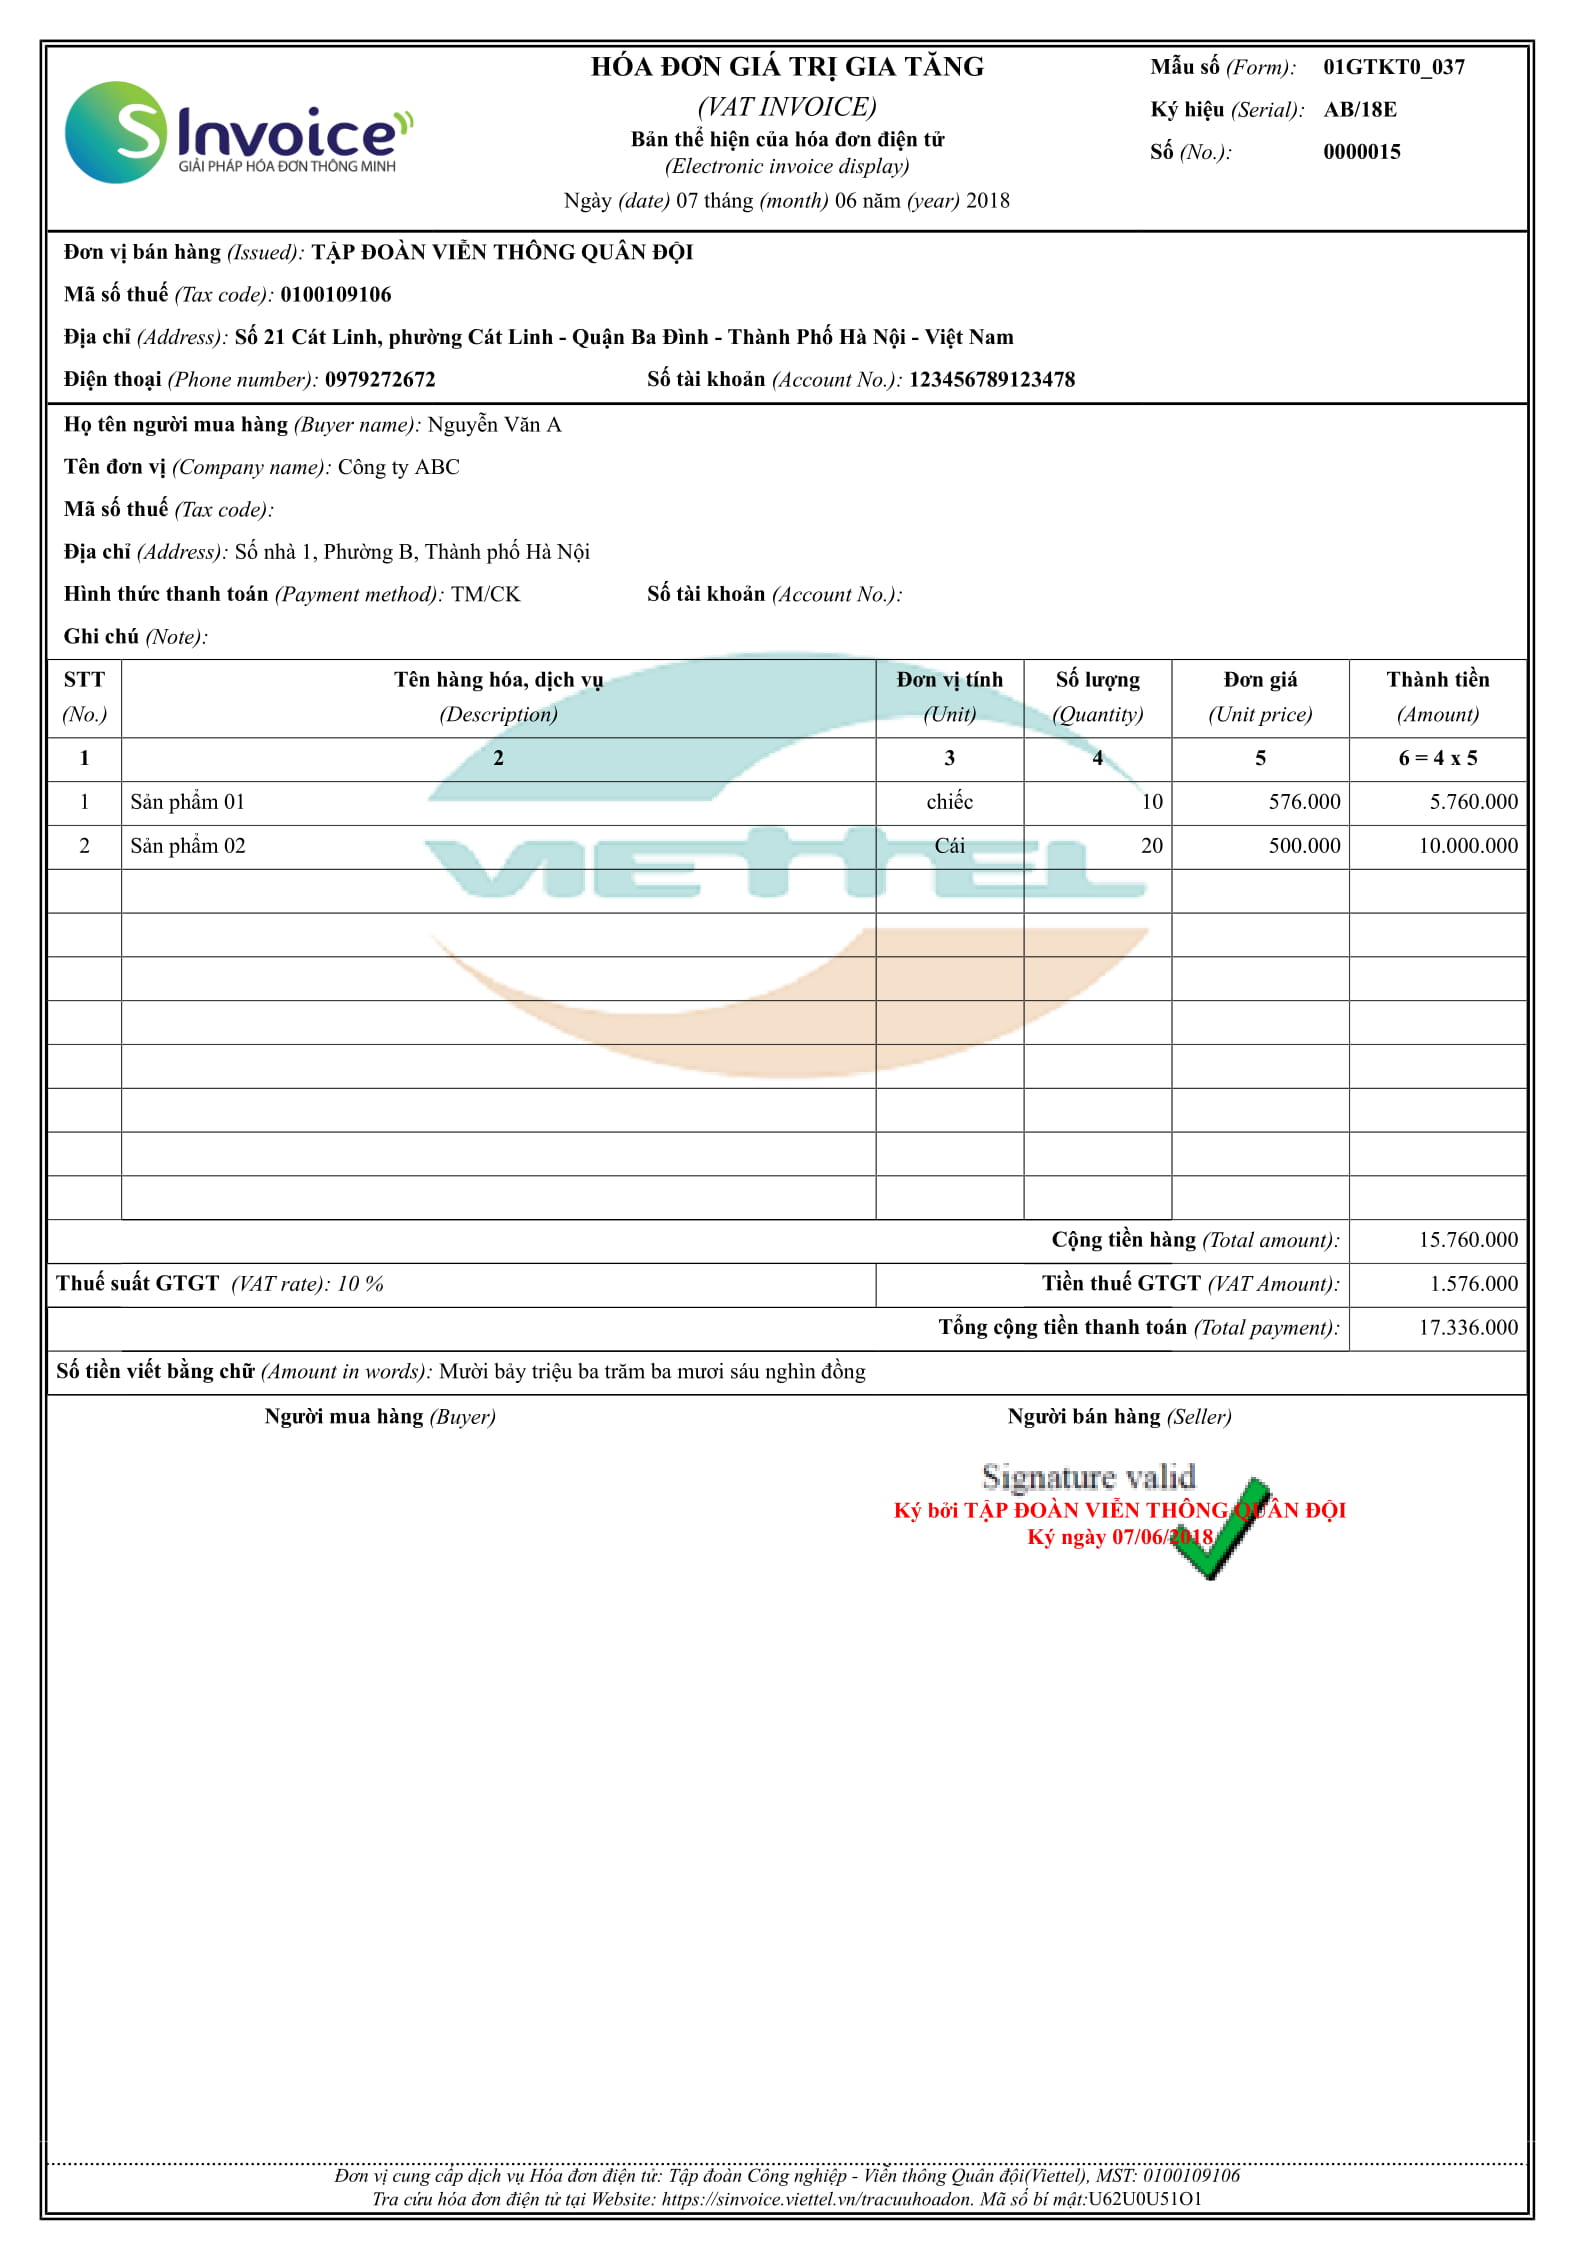 S Invoice
GIẢI PHÁP HÓA ĐƠN THÔNG MINH
HÓA ĐƠN GIÁ TRỊ GIA TĂNG
(VAT INVOICE)
Bản thể hiện của hóa đơn điện tử
(Electronic invoice display)
Ngày (date) 07 tháng (month) 06 năm (year) 2018
Mẫu số (Form): 01GTKT0_037
Ký hiệu (Serial): AB/18E
Số (No.): 0000015
Đơn vị bán hàng (Issued): TẬP ĐOÀN VIỄN THÔNG QUÂN ĐỘI
Mã số thuế (Tax code): 0100109106
Địa chỉ (Address): Số 21 Cát Linh, phường Cát Linh - Quận Ba Đình - Thành Phố Hà Nội - Việt Nam
Điện thoại (Phone number): 0979272672 Số tài khoản (Account No.): 123456789123478
Họ tên người mua hàng (Buyer name): Nguyễn Văn A
Tên đơn vị (Company name): Công ty ABC
Mã số thuế (Tax code):
Địa chỉ (Address): Số nhà 1, Phường B, Thành phố Hà Nội
Hình thức thanh toán (Payment method): TM/CK Số tài khoản (Account No.):
Ghi chú (Note):
STT Tên hàng hóa, dịch vụ Đơn vị tính Số lượng Đơn giá Thành tiền
(No.) (Description) (Unit) (Quantity) (Unit price) (Amount)
1 2 3 4 5 6 = 4 x 5
1 Sản phẩm 01 chiếc 10 576.000 5.760.000
2 Sản phẩm 02 Cái 20 500.000 10.000.000
VIETTEL
Cộng tiền hàng (Total amount): 15.760.000
Thuế suất GTGT (VAT rate): 10 % Tiền thuế GTGT (VAT Amount): 1.576.000
Tổng cộng tiền thanh toán (Total payment): 17.336.000
Số tiền viết bằng chữ (Amount in words): Mười bảy triệu ba trăm ba mươi sáu nghìn đồng
Người mua hàng (Buyer) Người bán hàng (Seller)
Signature valid
Ký bởi TẬP ĐOÀN VIỄN THÔNG QUÂN ĐỘI
Ký ngày 07/06/2018
Đơn vị cung cấp dịch vụ Hóa đơn điện tử: Tập đoàn Công nghiệp - Viễn thông Quân đội(Viettel), MST: 0100109106
Tra cứu hóa đơn điện tử tại Website: https://sinvoice.viettel.vn/tracuuhoadon. Mã số bí mật:U62U0U51O1